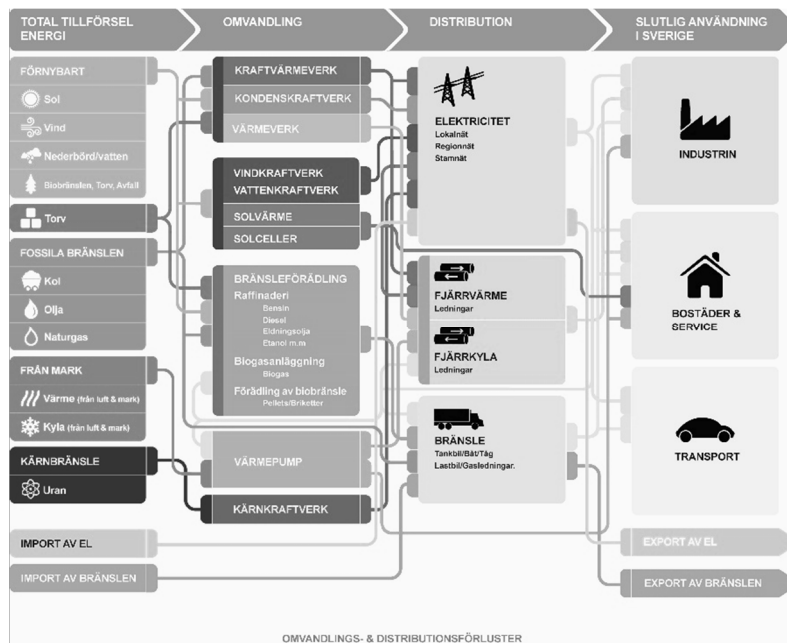 TOTAL TILLFÖRSEL
ENERGI
OMVANDLING
DISTRIBUTION
SLUTLIG ANVÄNDNING
I SVERIGE
FÖRNYBART
Sol
Vind
Nederbörd/vatten
Biobränslen, Torv, Avfall
Torv
FOSSILA BRÄNSLEN
Kol
Olja
Naturgas
FRÅN MARK
Värme (från luft & mark)
Kyla (från luft & mark)
KÄRNBRÄNSLE
Uran
IMPORT AV EL
IMPORT AV BRÄNSLEN
KRAFTVÄRMEVERK
KONDENSKRAFTVERK
VÄRMEVERK
VINDKRAFTVERK
VATTENKRAFTVERK
SOLVÄRME
SOLCELLER
BRÄNSLEFÖRÄDLING
Raffinaderi
Bensin
Diesel
Eldningsolja
Etanol m.m
Biogasanläggning
Biogas
Förädling av biobränsle
Pellets/Briketter
VÄRMEPUMP
KÄRNKRAFTVERK
ELEKTRICITET
Lokalnät
Regionnät
Stamnät
FJÄRRVÄRME
Ledningar
FJÄRRKYLA
Ledningar
BRÄNSLE
Tankbil/Båt/Tåg
Lastbil/Gasledningar.
INDUSTRIN
BOSTÄDER &
SERVICE
TRANSPORT
EXPORT AV EL
EXPORT AV BRÄNSLEN
OMVANDLINGS- & DISTRIBUTIONSFÖRLUSTER